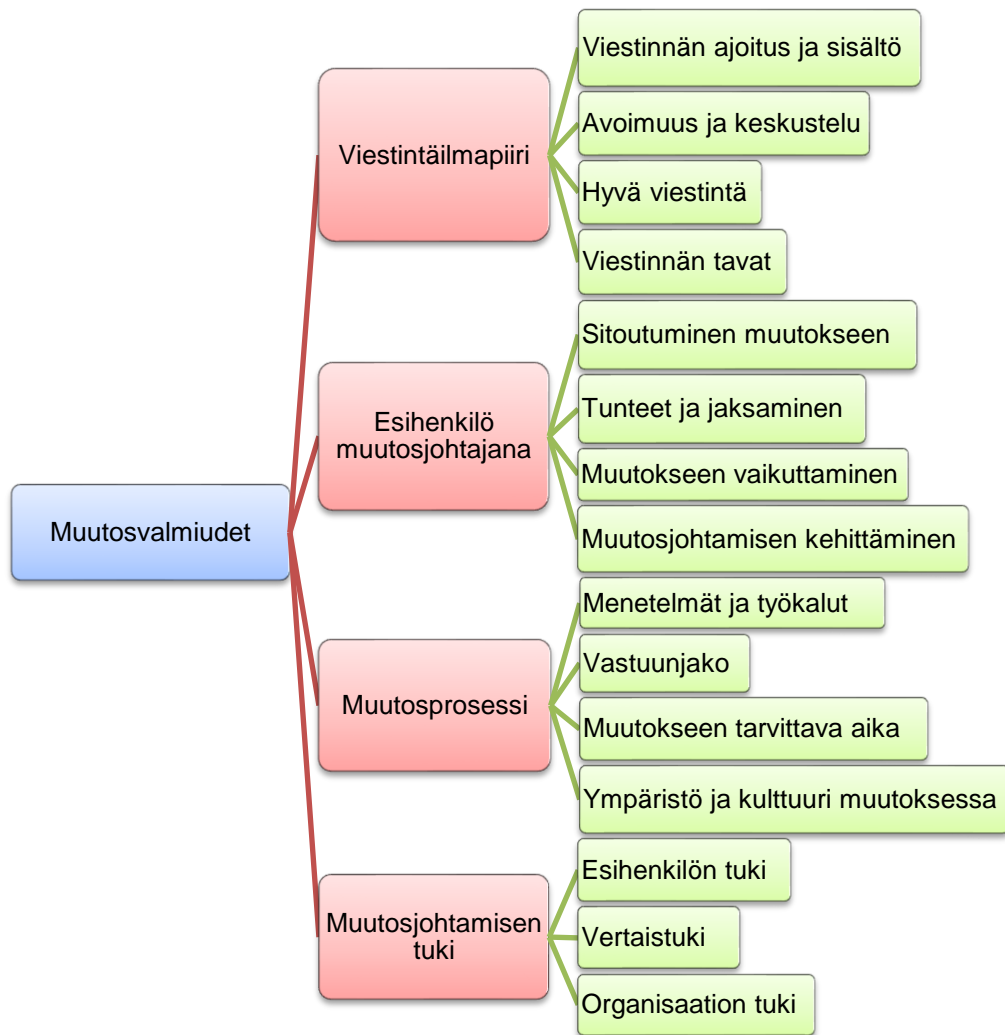 Muutosvalmiudet
Viestintäilmapiiri
Viestinnän ajoitus ja sisältö
Avoimuus ja keskustelu
Hyvä viestintä
Viestinnän tavat
Esihenkilö
muutosjohtajana
Sitoutuminen muutokseen
Tunteet ja jaksaminen
Muutokseen vaikuttaminen
Muutosjohtamisen kehittäminen
Muutosprosessi
Menetelmät ja työkalut
Vastuunjako
Muutokseen tarvittava aika
Ympäristö ja kulttuuri muutoksessa
Muutosjohtamisen
tuki
Esihenkilön tuki
Vertaistuki
Organisaation tuki